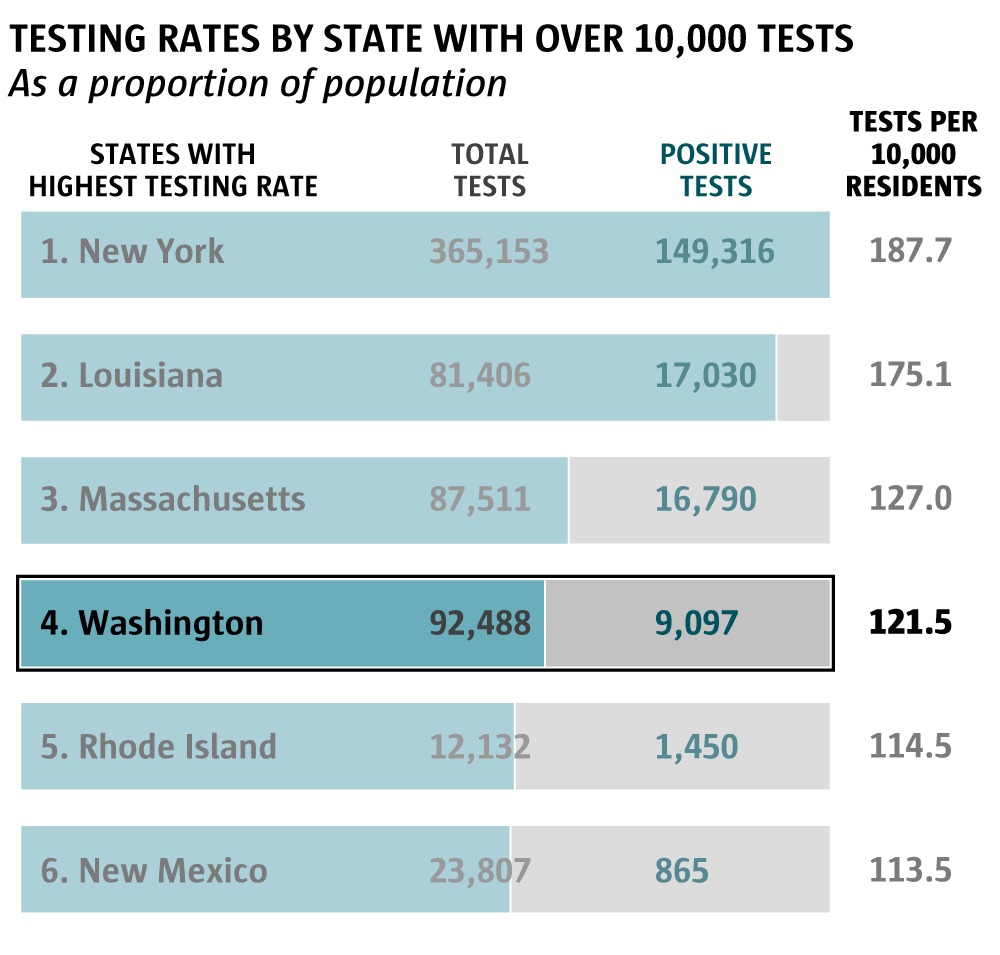 TESTING RATES BY STATE WITH OVER 10,000 TESTS
As a proportion of population
STATES WITH
HIGHEST TESTING RATE
TOTAL
TESTS
POSITIVE
TESTS
TESTS PER
10,000
RESIDENTS
1. New York 365,153 149,316 187.7
2. Louisiana 81,406 17,030 175.1
3. Massachusetts 87,511 16,790 127.0
4. Washington 92,488 9,097 121.5
5. Rhode Island 12,132 1,450 114.5
6. New Mexico 23,807 865 113.5